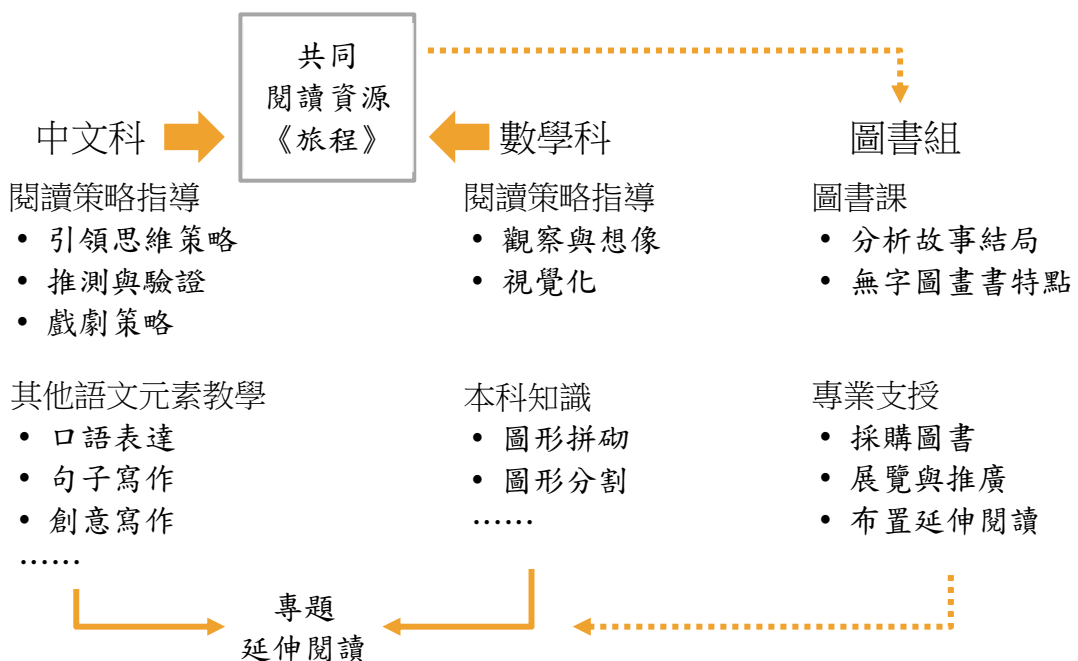 共同
閱讀資源
《旅程》
中文科
數學科
圖書組
閱讀策略指導
• 引領思維策略
• 推測與驗證
• 戲劇策略
閱讀策略指導
• 觀察與想像
• 視覺化
圖書課
• 分析故事結局
• 無字圖畫書特點
其他語文元素教學
• 口語表達
• 句子寫作
• 創意寫作
……
本科知識
• 圖形拼砌
• 圖形分割
……
專業支授
• 採購圖書
• 展覽與推廣
• 布置延伸閱讀
專題
延伸閱讀